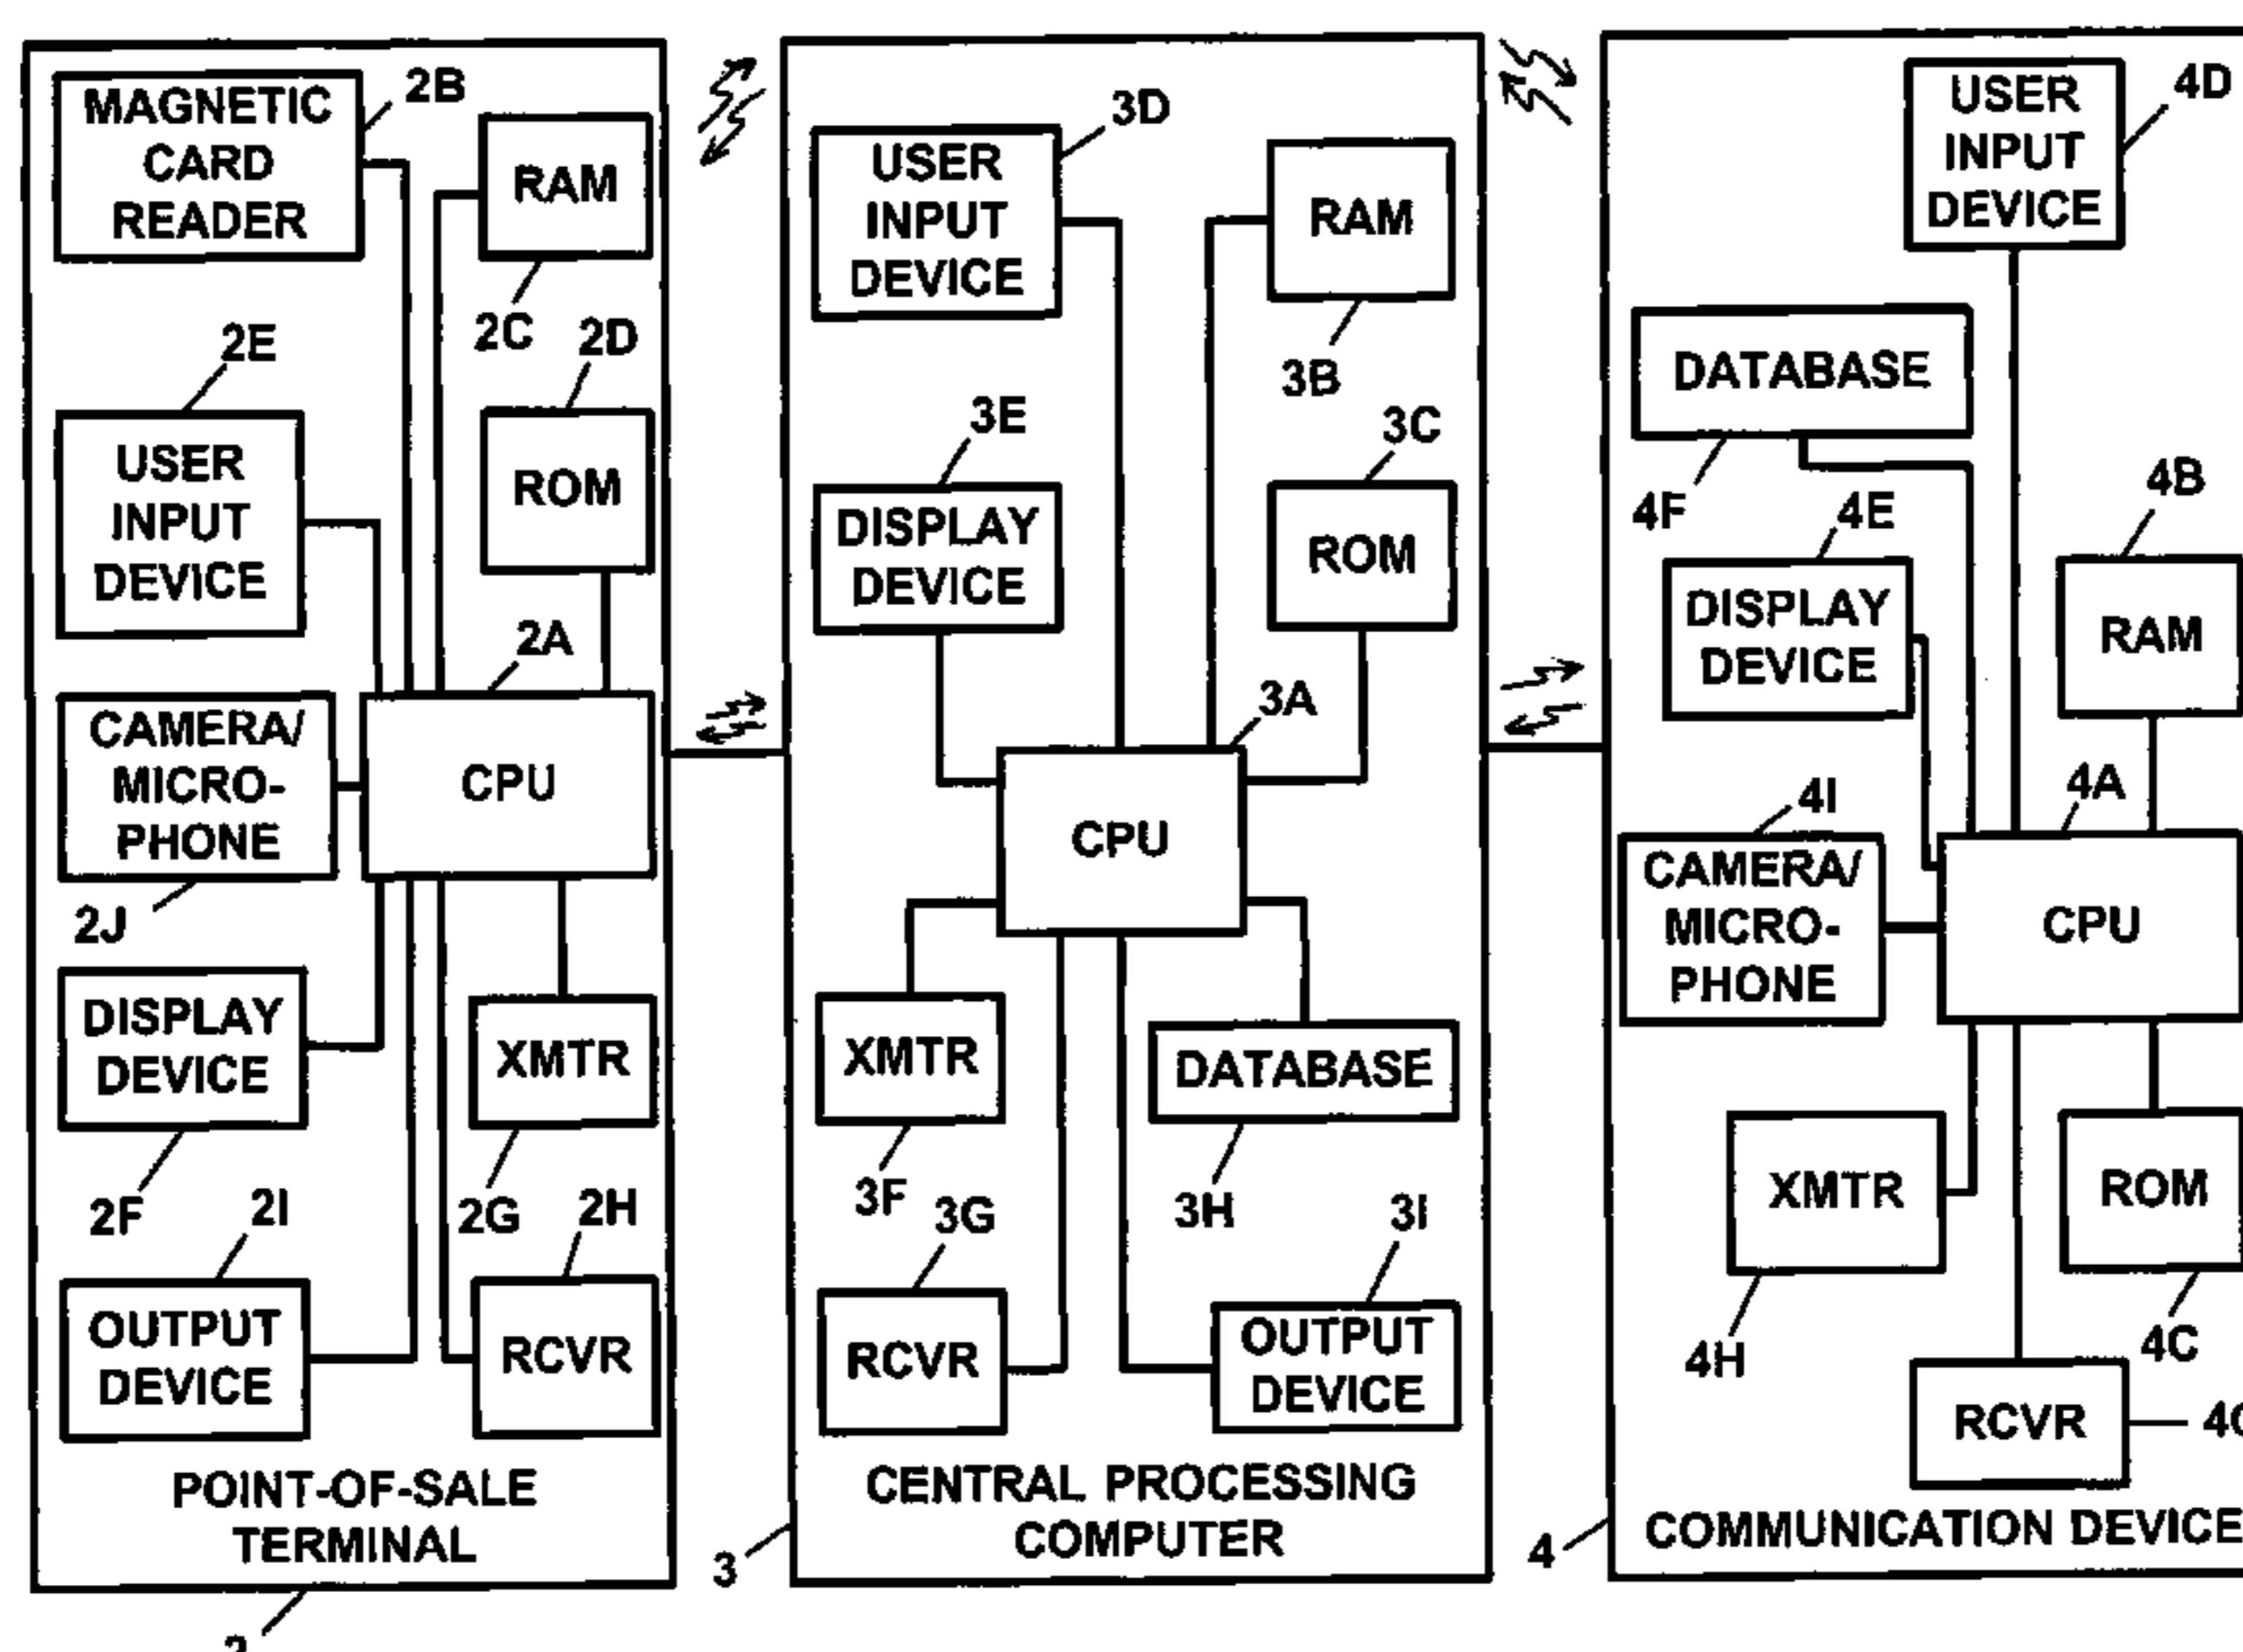 MAGNETIC
CARD
READER
2B
RAM
2C
2D
ROM
2E
USER
INPUT
DEVICE
2A
CPU
CAMERA/
MICRO-
PHONE
2J
DISPLAY
DEVICE
2F
XMTR
2G
2I
OUTPUT
DEVICE
2H
RCVR
POINT-OF-SALE
TERMINAL
USER
INPUT
DEVICE
3D
RAM
3B
3E
DISPLAY
DEVICE
3C
ROM
3A
CPU
XMTR
3F
DATABASE
3H
3G
RCVR
3I
OUTPUT
DEVICE
CENTRAL PROCESSING
COMPUTER
3
USER
INPUT
DEVICE
4D
DATABASE
4F
4E
DISPLAY
DEVICE
4B
RAM
4I
CAMERA/
MICRO-
PHONE
4A
CPU
XMTR
4H
ROM
4C
RCVR
COMMUNICATION DEVICE
4